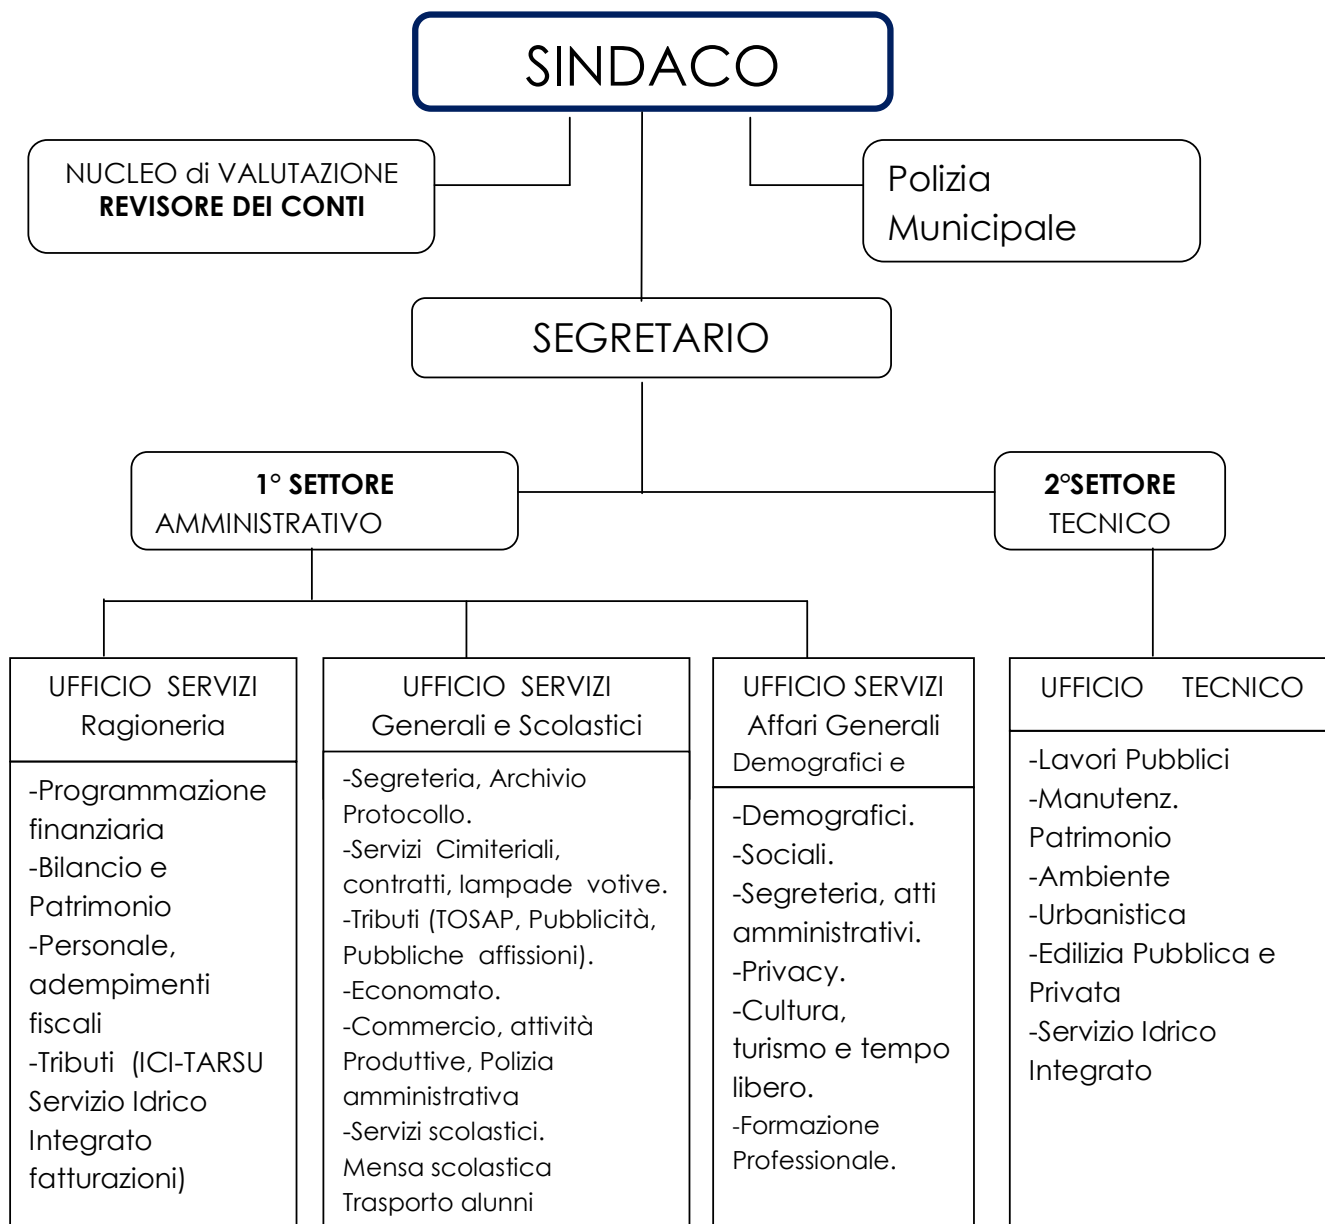 SINDACO
NUCLEO di VALUTAZIONE
REVISORE DEI CONTI
Polizia
Municipale
SEGRETARIO
1° SETTORE
AMMINISTRATIVO
2°SETTORE
TECNICO
UFFICIO SERVIZI
Ragioneria
-Programmazione
finanziaria
-Bilancio e
Patrimonio
-Personale,
adempimenti
fiscali
-Tributi (ICI-TARSU
Servizio Idrico
Integrato
fatturazioni)
UFFICIO SERVIZI
Generali e Scolastici
-Segreteria, Archivio
Protocollo.
-Servizi Cimiteriali,
contratti, lampade votive.
-Tributi (TOSAP, Pubblicità,
Pubbliche affissioni).
-Economato.
-Commercio, attività
Produttive, Polizia
amministrativa
-Servizi scolastici.
Mensa scolastica
Trasporto alunni
UFFICIO SERVIZI
Affari Generali
Demografici e
-Demografici.
-Sociali.
-Segreteria, atti
amministrativi.
-Privacy.
-Cultura,
turismo e tempo
libero.
-Formazione
Professionale.
UFFICIO TECNICO
-Lavori Pubblici
-Manutenz.
Patrimonio
-Ambiente
-Urbanistica
-Edilizia Pubblica e
Privata
-Servizio Idrico
Integrato